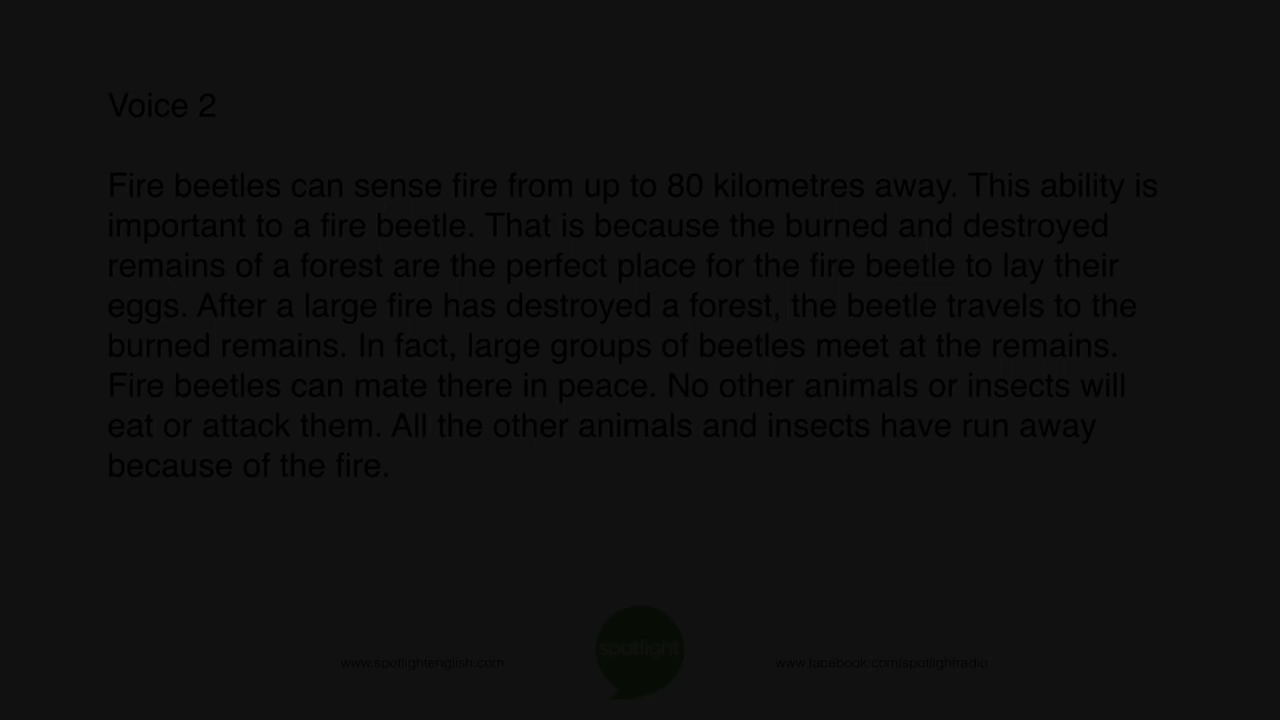 Voice 2
Fire beetles can sense fire from up to 80 kilometres away. This ability is
important to a fire beetle. That is because the burned and destroyed
remains of a forest are the perfect place for the fire beetle to lay their
eggs. After a large fire has destroyed a forest, the beetle travels to the
burned remains. In fact, large groups of beetles meet at the remains.
Fire beetles can mate there in peace. No other animals or insects will
eat or attack them. All the other animals and insects have run away
because of the fire.
spotlight
www.spotlightenglish.com
www.facebook.com/spotlightradio